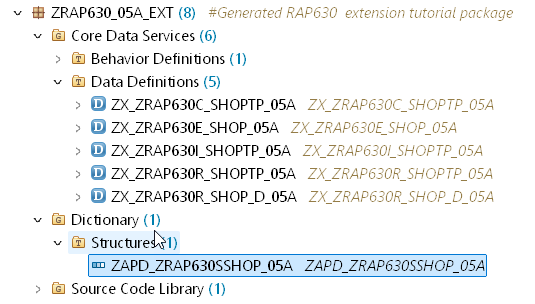 ZRAP630_05A_EXT (8) #Generated RAP630 extension tutorial package
Core Data Services (6)
Behavior Definitions (1)
Data Definitions (5)
ZX_ZRAP630C_SHOPTP_05A ZX_ZRAP630C_SHOPTP_05A
ZX_ZRAP630E_SHOP_05A ZX_ZRAP630E_SHOP_05A
ZX_ZRAP630I_SHOPTP_05A ZX_ZRAP630I_SHOPTP_05A
ZX_ZRAP630R_SHOPTP_05A ZX_ZRAP630R_SHOPTP_05A
ZX_ZRAP630R_SHOP_D_05A ZX_ZRAP630R_SHOP_D_05A
Dictionary (1)
Structures (1)
ZAPD_ZRAP630SSHOP_05A ZAPD_ZRAP630SSHOP_05A
Source Code Library (1)